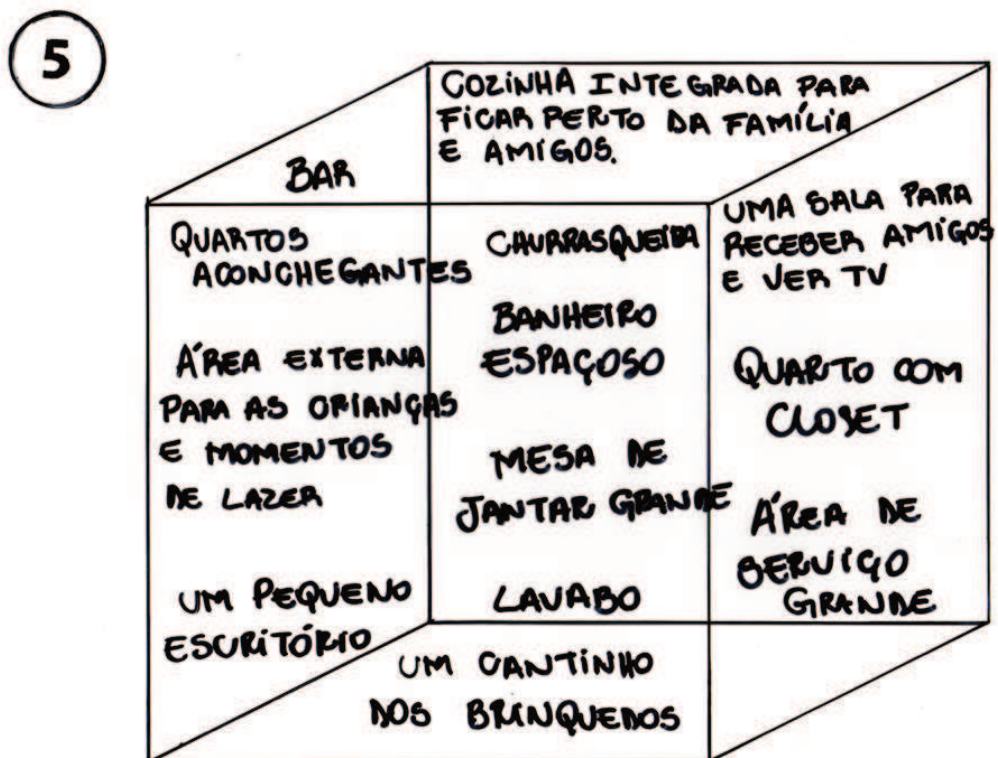 5
COZINHA INTEGRADA PARA
FICAR PERTO DA FAMÍLIA
E AMIGOS.
BAR
QUARTOS
ACONCHEGANTES
ÁREA EXTERNA
PARA AS CRIANÇAS
E MOMENTOS
DE LAZER
UM PEQUENO
ESCRITÓRIO
CHURRASQUEIRA
BANHEIRO
ESPAÇOSO
MESA DE
JANTAR GRANDE
LAVABO
UMA SALA PARA
RECEBER AMIGOS
E VER TV
QUARTO COM
CLOSET
ÁREA DE
SERVIÇO
GRANDE
UM CANTINHO
DOS BRINQUEDOS